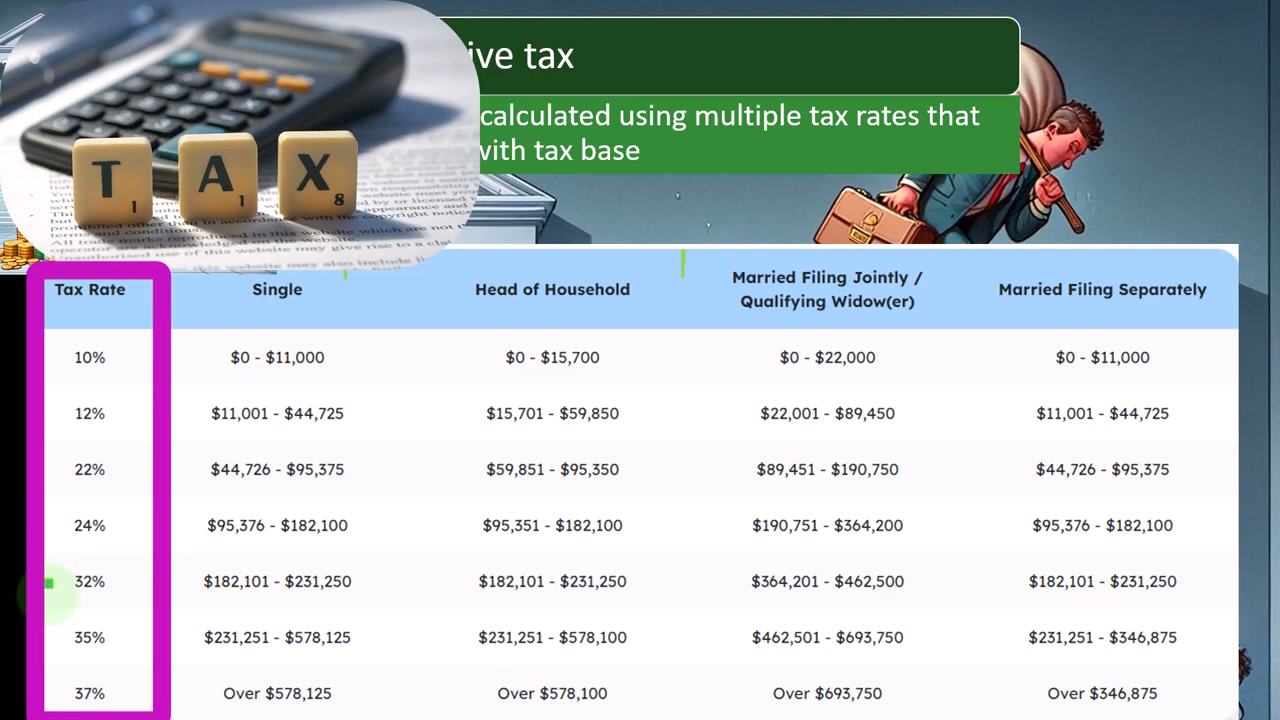 ive tax
calculated using multiple tax rates that
with tax base
T 1 A 1 X 8
Tax Rate Single Head of Household Married Filing Jointly / Qualifying Widow(er) Married Filing Separately
10% $0 - $11,000 $0 - $15,700 $0 - $22,000 $0 - $11,000
12% $11,001 - $44,725 $15,701 - $59,850 $22,001 - $89,450 $11,001 - $44,725
22% $44,726 - $95,375 $59,851 - $95,350 $89,451 - $190,750 $44,726 - $95,375
24% $95,376 - $182,100 $95,351 - $182,100 $190,751 - $364,200 $95,376 - $182,100
32% $182,101 - $231,250 $182,101 - $231,250 $364,201 - $462,500 $182,101 - $231,250
35% $231,251 - $578,125 $231,251 - $578,100 $462,501 - $693,750 $231,251 - $346,875
37% Over $578,125 Over $578,100 Over $693,750 Over $346,875